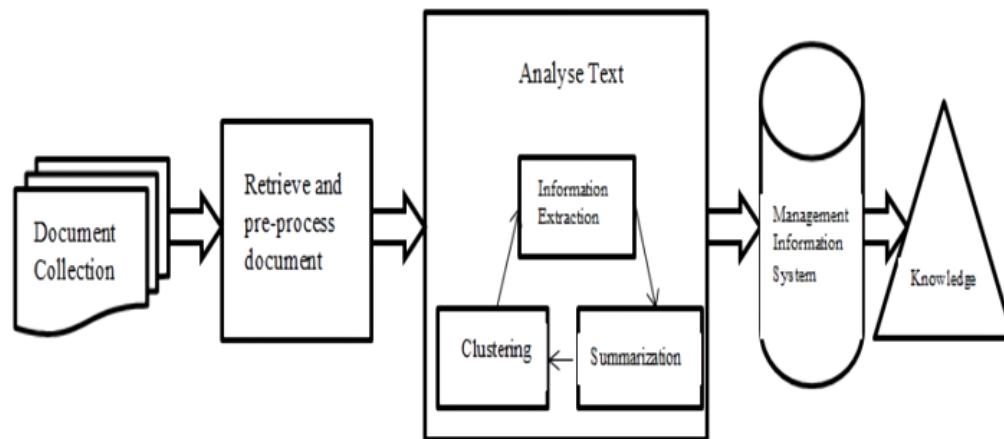 Document
Collection
Retrieve and
pre-process
document
Analyse Text
Information
Extraction
Clustering
Summarization
Management
Information
System
Knowledge